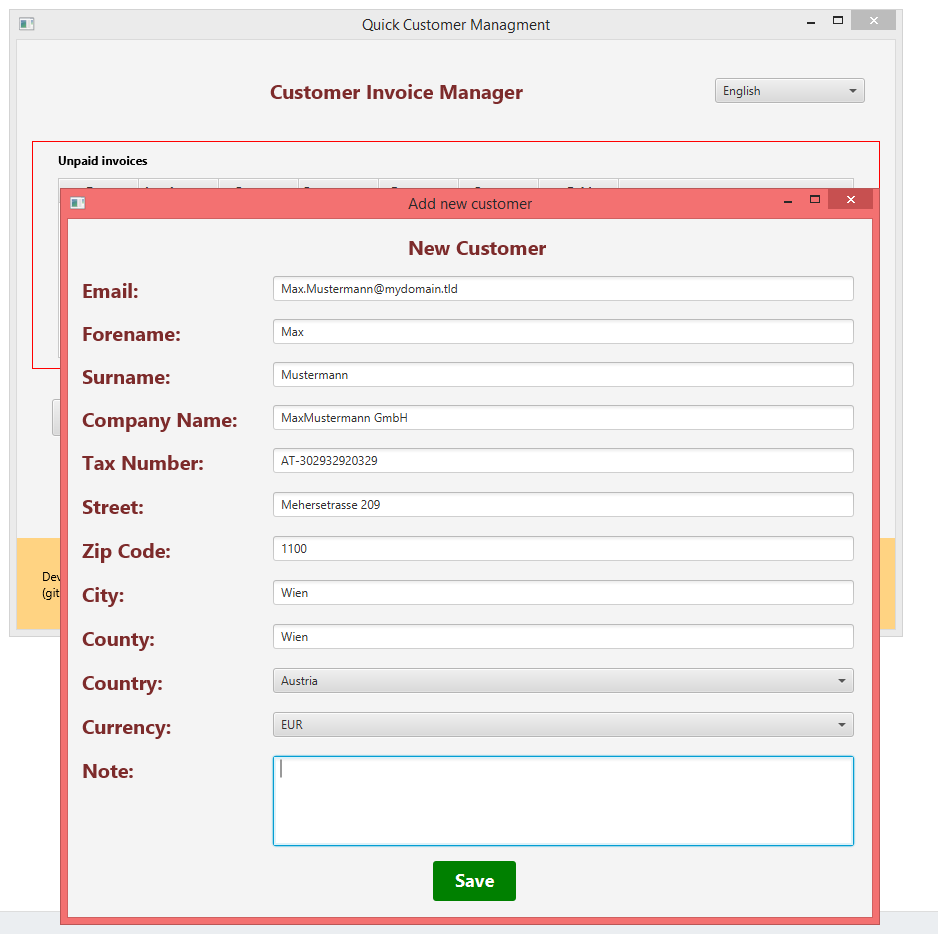 Quick Customer Managment
Customer Invoice Manager
English
Unpaid invoices
Add new customer
New Customer
Email:
Max.Mustermann@mydomain.tld
Forename:
Max
Surname:
Mustermann
Company Name:
MaxMustermann GmbH
Tax Number:
AT-302932920329
Street:
Mehersetrasse 209
Zip Code:
1100
City:
Wien
County:
Wien
Country:
Austria
Currency:
EUR
Note:
Save